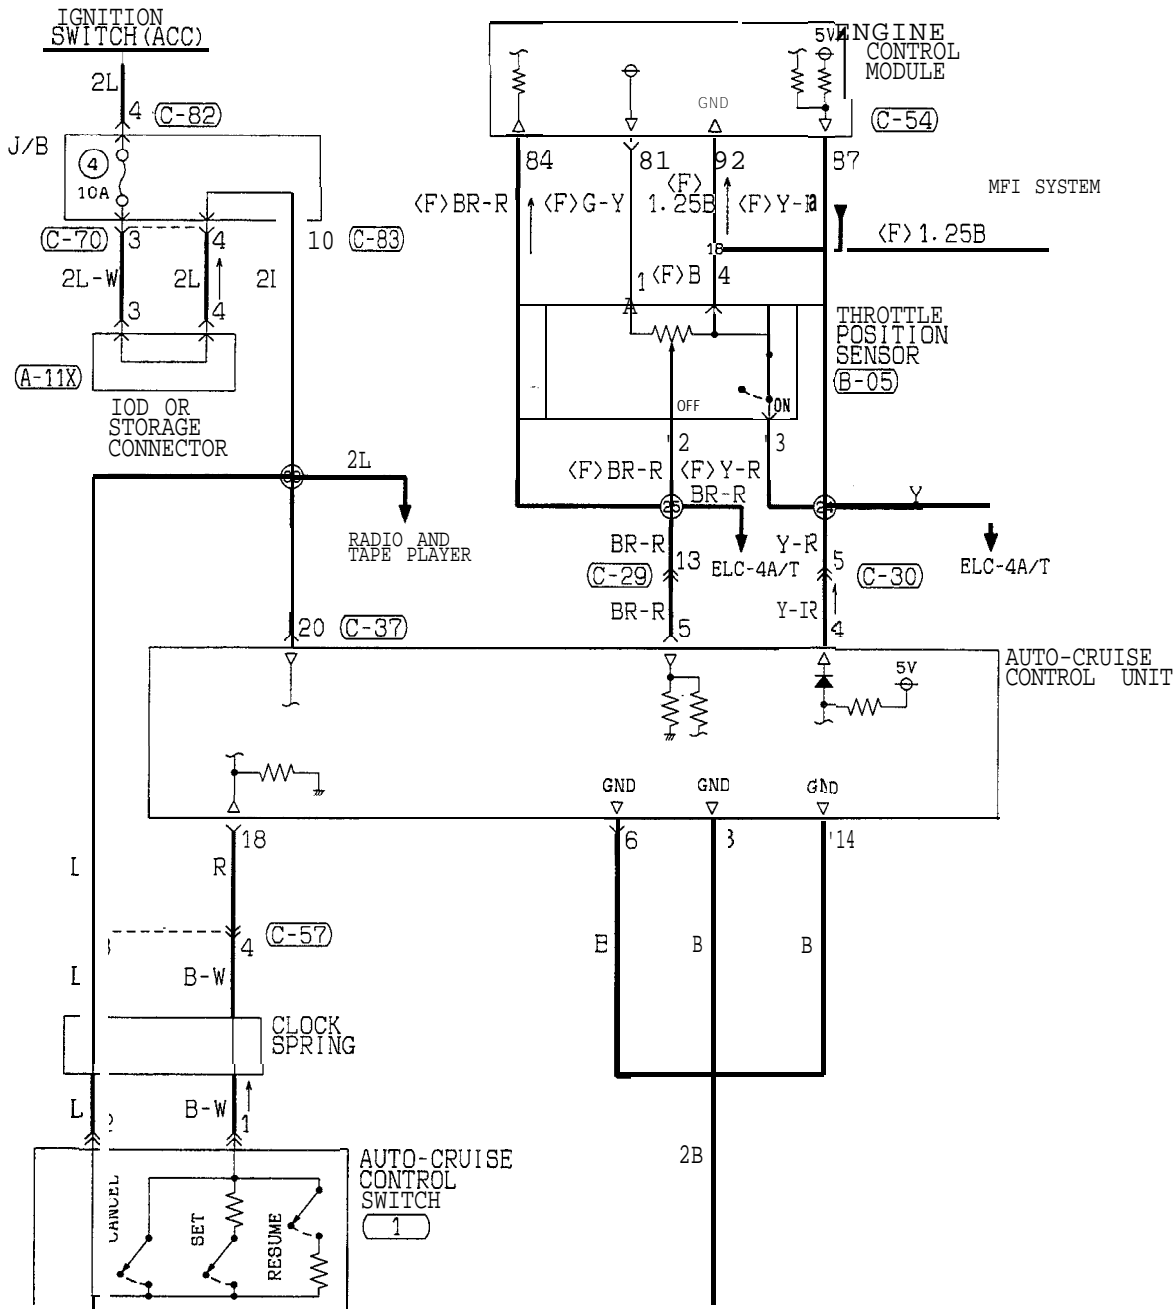 IGNITION
SWITCH(ACC)
2L
4
C-82
J/B
4
10A
C-70
3
4
10
C-83
2L-W
2L
2I
3
4
A-11X
IOD OR
STORAGE
CONNECTOR
2L
RADIO AND
TAPE PLAYER
5V
ENGINE
CONTROL
MODULE
GND
C-54
84
81
92
87
MFI SYSTEM
<F>BR-R
<F>G-Y
<F>
1.25B
<F>Y-R
<F>1.25B
18
1
<F>B
4
THROTTLE
POSITION
SENSOR
B-05
OFF
ON
2
3
<F>BR-R
<F>Y-R
BR-R
25
Y
BR-R
13
ELC-4A/T
Y-R
5
ELC-4A/T
C-29
C-30
BR-R
5
Y-IR
4
20
C-37
AUTO-CRUISE
CONTROL UNIT
5V
GND
GND
GND
18
6
14
R
C-57
4
B
B
L
B-W
CLOCK
SPRING
L
2
B-W
1
2B
AUTO-CRUISE
CONTROL
SWITCH
1
CANCEL
SET
RESUME